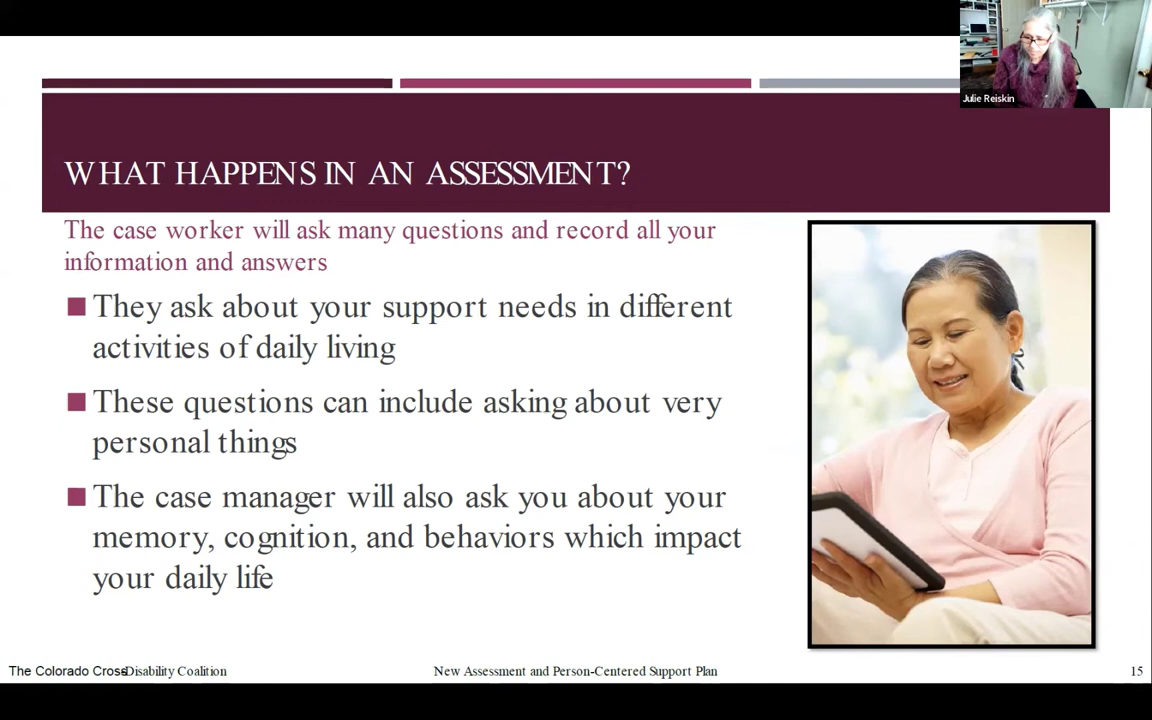 Julie Reiskin
WHAT HAPPENS IN AN ASSESSMENT?
The case worker will ask many questions and record all your
information and answers
They ask about your support needs in different
activities of daily living
These questions can include asking about very
personal things
The case manager will also ask you about your
memory, cognition, and behaviors which impact
your daily life
The Colorado Cross-Disability Coalition
New Assessment and Person-Centered Support Plan
15